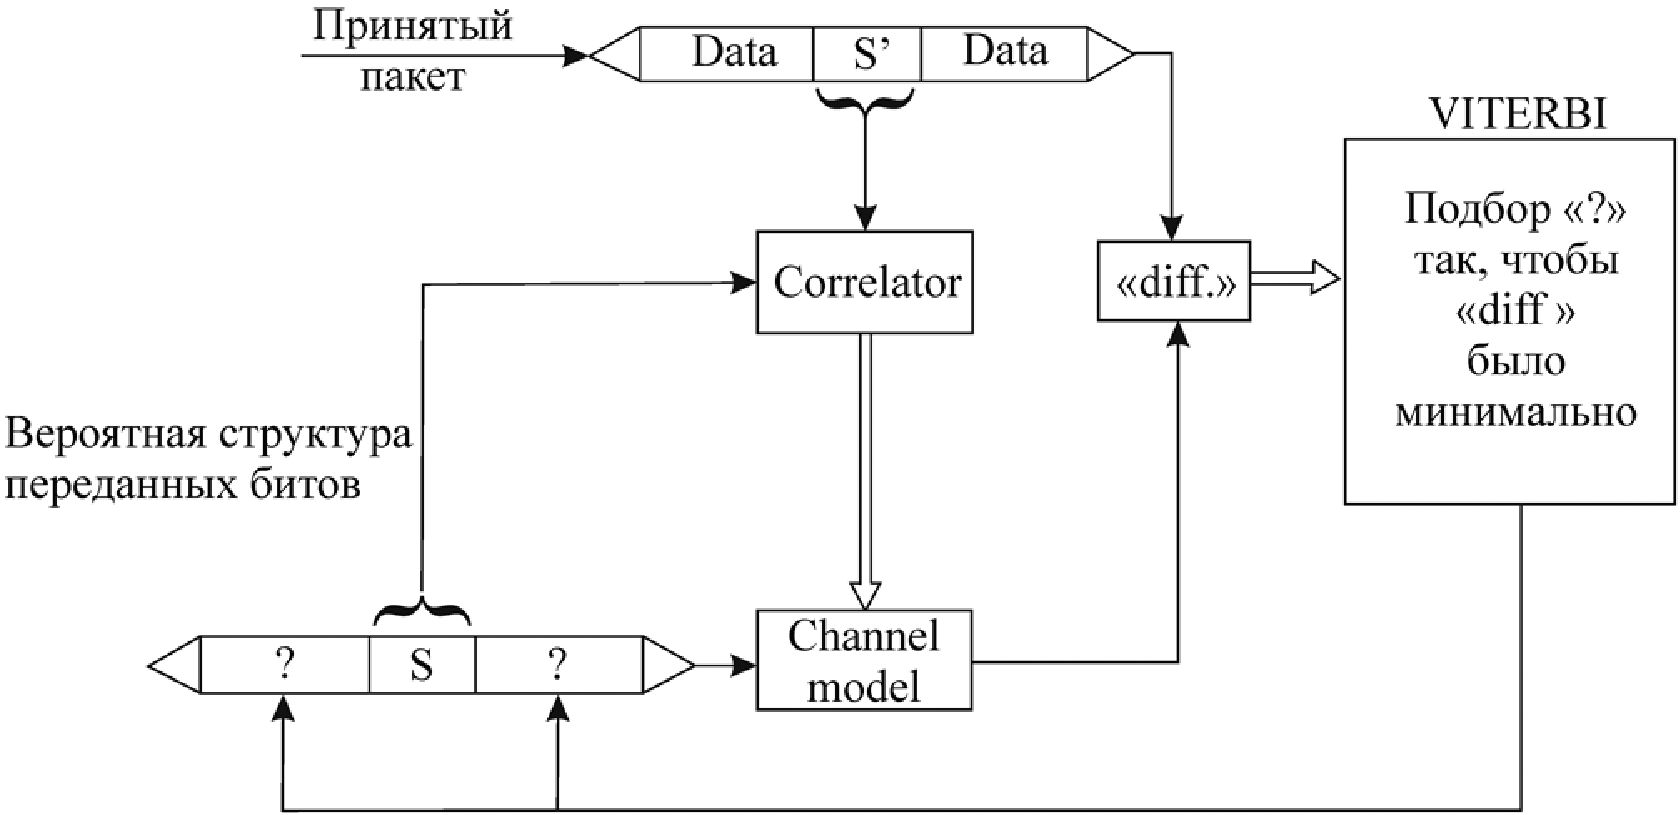 Принятый
пакет
Data S’ Data
VITERBI
Подбор «?»
так, чтобы
«diff »
было
минимально
Correlator
«diff.»
Вероятная структура
переданных битов
? S ?
Channel
model